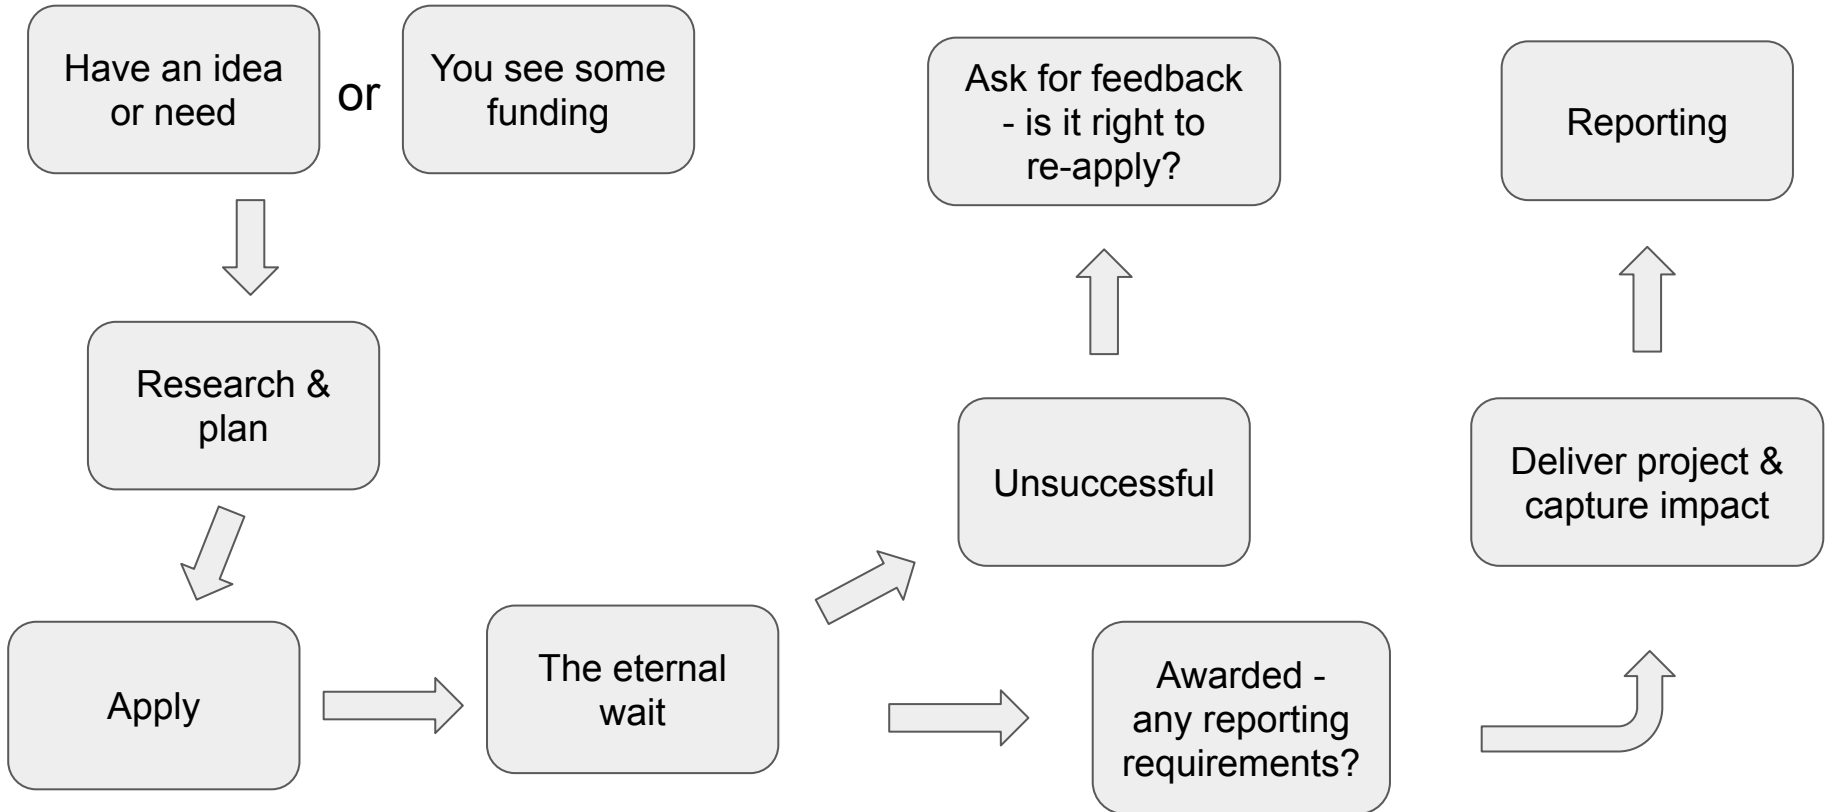 Have an idea
or need
or
You see some
funding
Research &
plan
Apply
The eternal
wait
Unsuccessful
Ask for feedback
- is it right to
re-apply?
Awarded -
any reporting
requirements?
Deliver project &
capture impact
Reporting